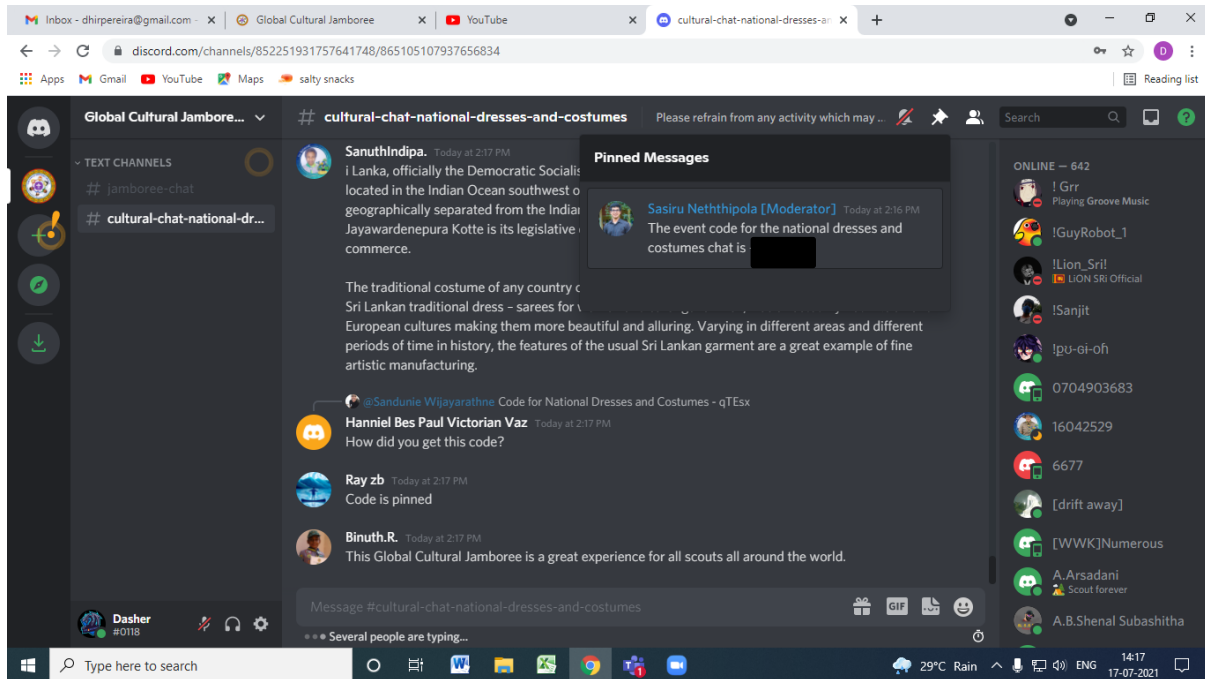 Inbox - dhirpereira@gmail.com -
Global Cultural Jamboree
YouTube
cultural-chat-national-dresses-an
discord.com/channels/852251931757641748/865105107937656834
D
Apps
Gmail
YouTube
Maps
salty snacks
Reading list
Global Cultural Jambore...
TEXT CHANNELS
# jamboree-chat
# cultural-chat-national-dr...
Dasher
#0118
# cultural-chat-national-dresses-and-costumes
Please refrain from any activity which may ...
Search
SanuthIndipa. Today at 2:17 PM
i Lanka, officially the Democratic Socialis
located in the Indian Ocean southwest o
geographically separated from the Indian
Jayawardenepura Kotte is its legislative
commerce.
The traditional costume of any country
Sri Lankan traditional dress – sarees for
European cultures making them more beautiful and alluring. Varying in different areas and different
periods of time in history, the features of the usual Sri Lankan garment are a great example of fine
artistic manufacturing.
Pinned Messages
Sasiru Neththipola [Moderator] Today at 2:16 PM
The event code for the national dresses and
costumes chat is
@Sandunie Wijayarathne Code for National Dresses and Costumes - qTEsx
Hanniel Bes Paul Victorian Vaz Today at 2:17 PM
How did you get this code?
Ray zb Today at 2:17 PM
Code is pinned
Binuth.R. Today at 2:17 PM
This Global Cultural Jamboree is a great experience for all scouts all around the world.
Message #cultural-chat-national-dresses-and-costumes
GIF
Several people are typing...
ONLINE — 642
! Grr
Playing Groove Music
!GuyRobot_1
!Lion_Sri!
LiON SRi Official
!Sanjit
0704903683
16042529
6677
[drift away]
[WWK]Numerous
A.Arsadani
Scout forever
A.B.Shenal Subashitha
Type here to search
29°C Rain
ENG
14:17
17-07-2021